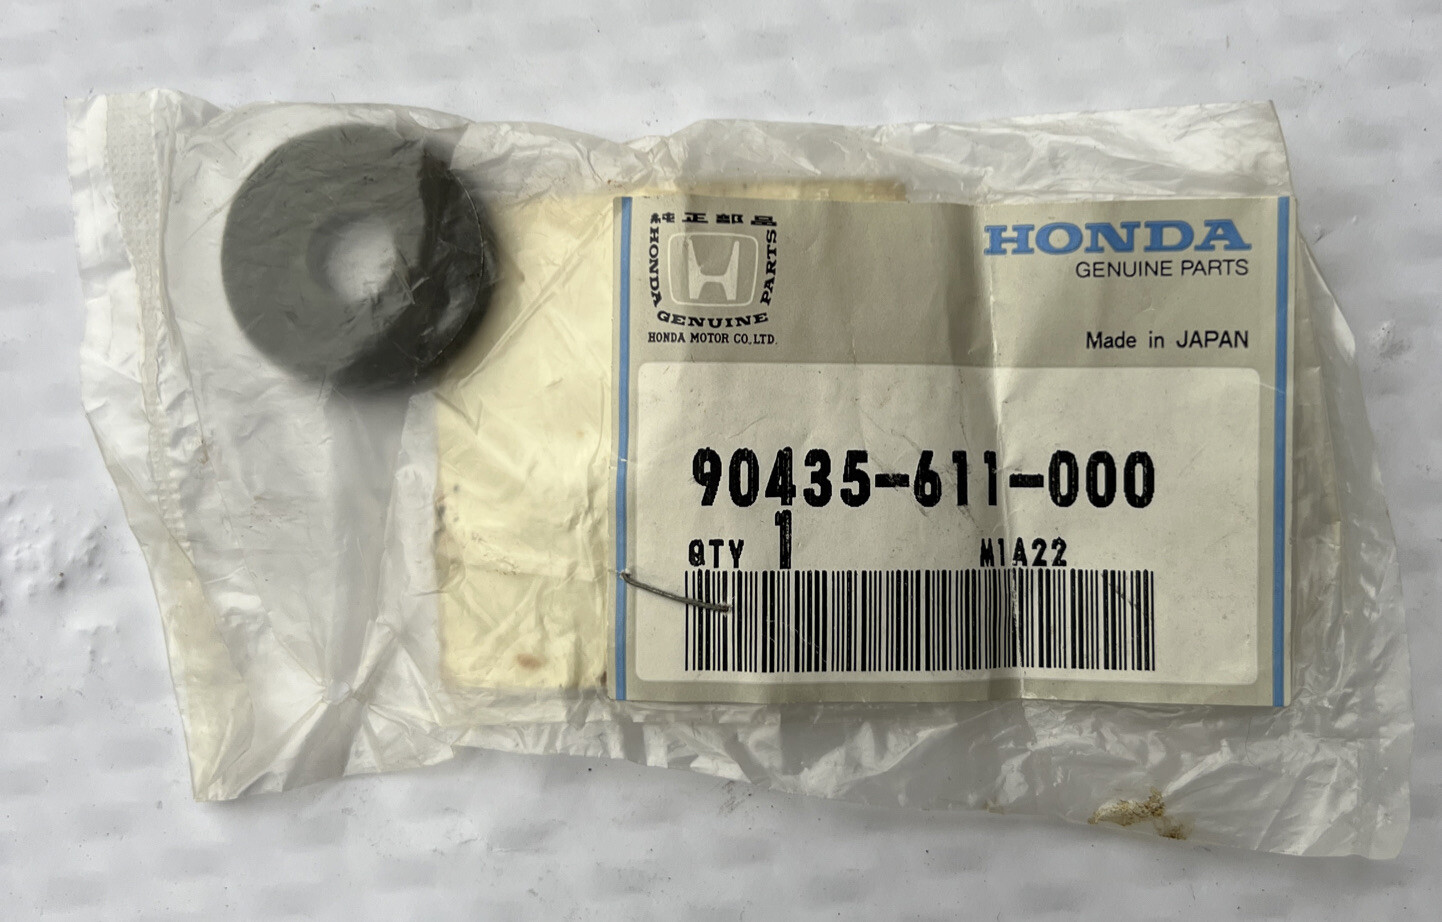 純正部品
HONDA GENUINE PARTS
HONDA MOTOR CO.,LTD.
HONDA
GENUINE PARTS
Made in JAPAN
90435-611-000
QTY 1 M1A22